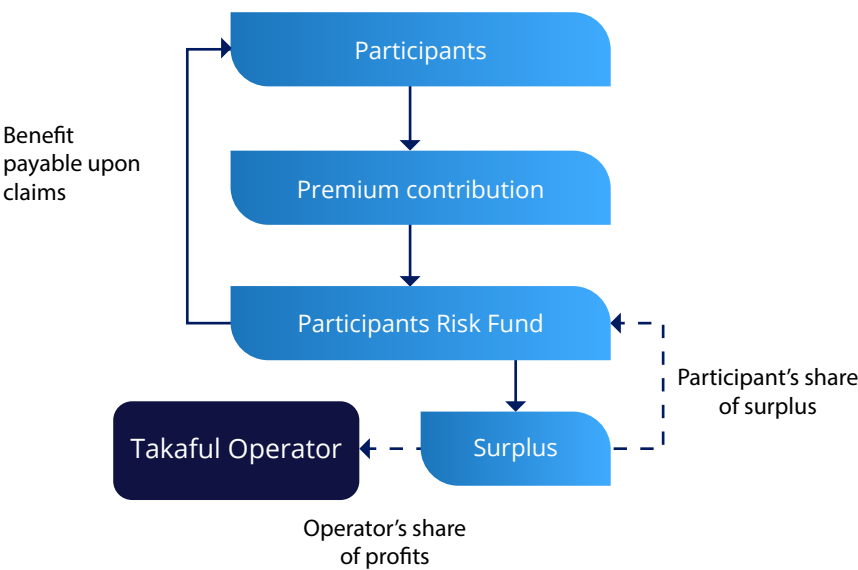 Participants
Benefit
payable upon
claims
Premium contribution
Participants Risk Fund
Participant’s share
of surplus
Takaful Operator
Surplus
Operator’s share
of profits